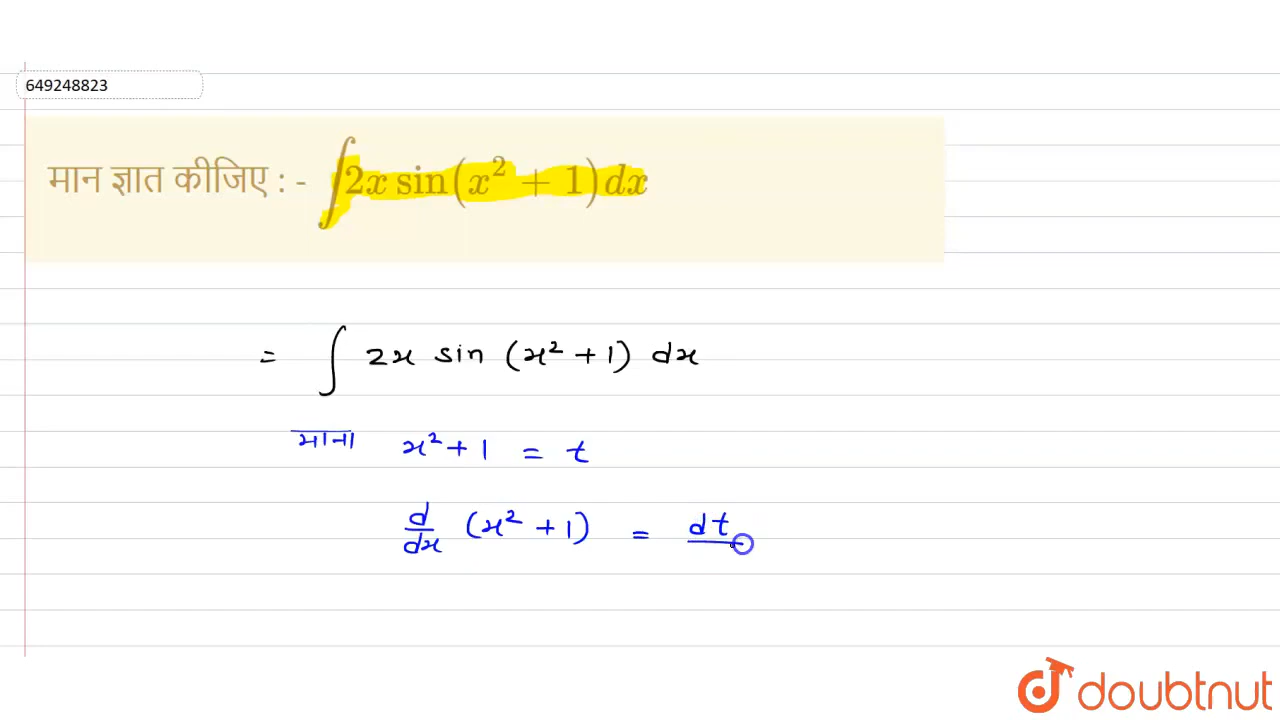 649248823
मान ज्ञात कीजिए : - ∫2x sin(x² + 1)dx
= ∫ 2x sin (x² + 1) dx
माना x² + 1 = t
d/dx (x² + 1) = dt
doubtnut